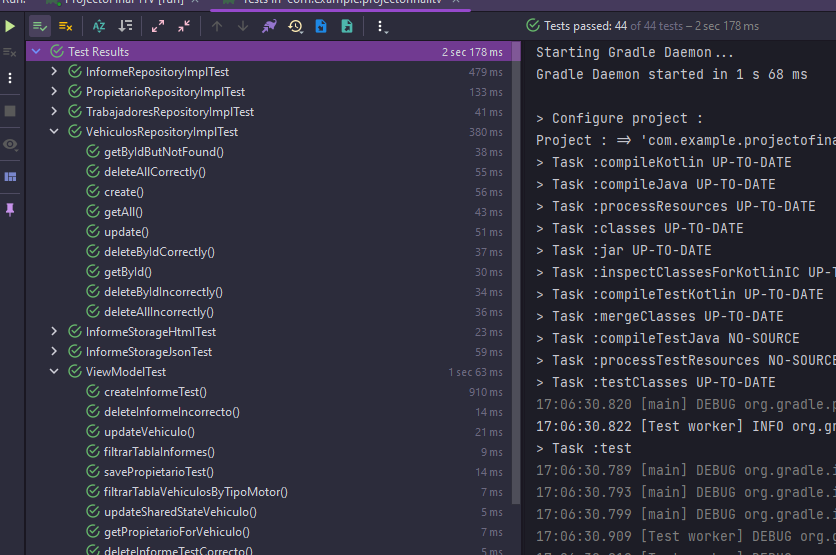 Tests passed: 44 of 44 tests – 2 sec 178 ms
Test Results 2 sec 178 ms
InformeRepositoryImplTest 479 ms
PropietarioRepositoryImplTest 133 ms
TrabajadoresRepositoryImplTest 41 ms
VehiculosRepositoryImplTest 380 ms
getByIdButNotFound() 38 ms
deleteAllCorrectly() 55 ms
create() 56 ms
getAll() 43 ms
update() 51 ms
deleteByIdCorrectly() 37 ms
getById() 30 ms
deleteByIdIncorrectly() 34 ms
deleteAllIncorrectly() 36 ms
InformeStorageHtmlTest 23 ms
InformeStorageJsonTest 59 ms
ViewModelTest 1 sec 63 ms
createInformeTest() 910 ms
deleteInformeIncorrecto() 14 ms
updateVehiculo() 21 ms
filtrarTablaInformes() 9 ms
savePropietarioTest() 14 ms
filtrarTablaVehiculosByTipoMotor() 7 ms
updateSharedStateVehiculo() 5 ms
getPropietarioForVehiculo() 7 ms
deleteInformeTestCorrecto() 5 ms
Starting Gradle Daemon...
Gradle Daemon started in 1 s 68 ms
> Configure project :
Project : => 'com.example.projectofina
> Task :compileKotlin UP-TO-DATE
> Task :compileJava UP-TO-DATE
> Task :processResources UP-TO-DATE
> Task :classes UP-TO-DATE
> Task :jar UP-TO-DATE
> Task :inspectClassesForKotlinIC UP-T
> Task :compileTestKotlin UP-TO-DATE
> Task :mergeClasses UP-TO-DATE
> Task :compileTestJava NO-SOURCE
> Task :processTestResources NO-SOURCE
> Task :testClasses UP-TO-DATE
17:06:30.820 [main] DEBUG org.gradle.p
17:06:30.822 [Test worker] INFO org.gr
> Task :test
17:06:30.789 [main] DEBUG org.gradle.i
17:06:30.793 [main] DEBUG org.gradle.i
17:06:30.799 [main] DEBUG org.gradle.i
17:06:30.909 [Test worker] DEBUG org.g